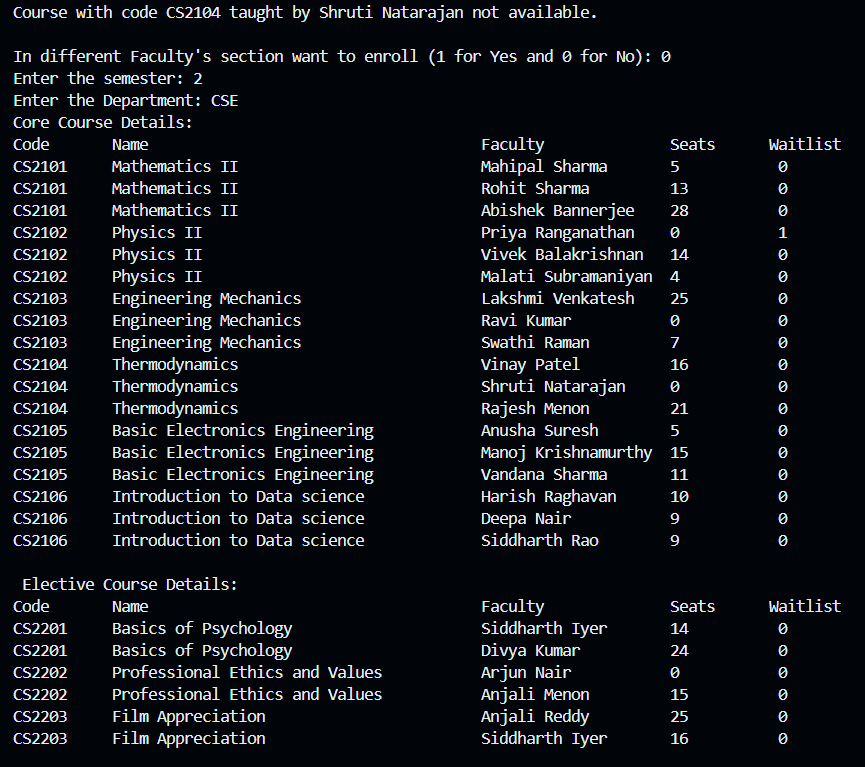 Course with code CS2104 taught by Shruti Natarajan not available.
In different Faculty's section want to enroll (1 for Yes and 0 for No): 0
Enter the semester: 2
Enter the Department: CSE
Core Course Details:
Code Name Faculty Seats Waitlist
CS2101 Mathematics II Mahipal Sharma 5 0
CS2101 Mathematics II Rohit Sharma 13 0
CS2101 Mathematics II Abishek Bannerjee 28 0
CS2102 Physics II Priya Ranganathan 0 1
CS2102 Physics II Vivek Balakrishnan 14 0
CS2102 Physics II Malati Subramaniyan 4 0
CS2103 Engineering Mechanics Lakshmi Venkatesh 25 0
CS2103 Engineering Mechanics Ravi Kumar 0 0
CS2103 Engineering Mechanics Swathi Raman 7 0
CS2104 Thermodynamics Vinay Patel 16 0
CS2104 Thermodynamics Shruti Natarajan 0 0
CS2104 Thermodynamics Rajesh Menon 21 0
CS2105 Basic Electronics Engineering Anusha Suresh 5 0
CS2105 Basic Electronics Engineering Manoj Krishnamurthy 15 0
CS2105 Basic Electronics Engineering Vandana Sharma 11 0
CS2106 Introduction to Data science Harish Raghavan 10 0
CS2106 Introduction to Data science Deepa Nair 9 0
CS2106 Introduction to Data science Siddharth Rao 9 0
Elective Course Details:
Code Name Faculty Seats Waitlist
CS2201 Basics of Psychology Siddharth Iyer 14 0
CS2201 Basics of Psychology Divya Kumar 24 0
CS2202 Professional Ethics and Values Arjun Nair 0 0
CS2202 Professional Ethics and Values Anjali Menon 15 0
CS2203 Film Appreciation Anjali Reddy 25 0
CS2203 Film Appreciation Siddharth Iyer 16 0